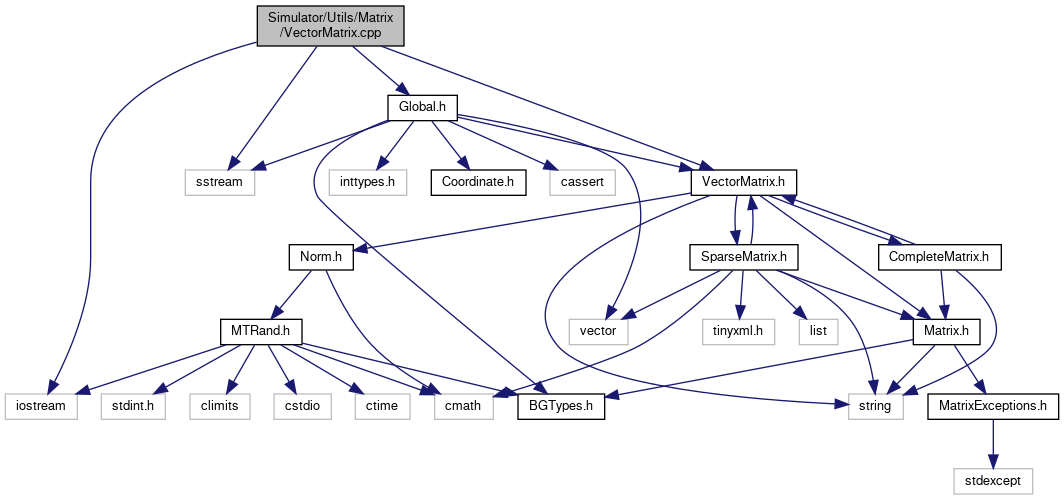 Simulator/Utils/Matrix
/VectorMatrix.cpp
Global.h
sstream
inttypes.h
Coordinate.h
cassert
VectorMatrix.h
Norm.h
SparseMatrix.h
CompleteMatrix.h
MTRand.h
vector
tinyxml.h
list
Matrix.h
iostream
stdint.h
climits
cstdio
ctime
cmath
BGTypes.h
string
MatrixExceptions.h
stdexcept